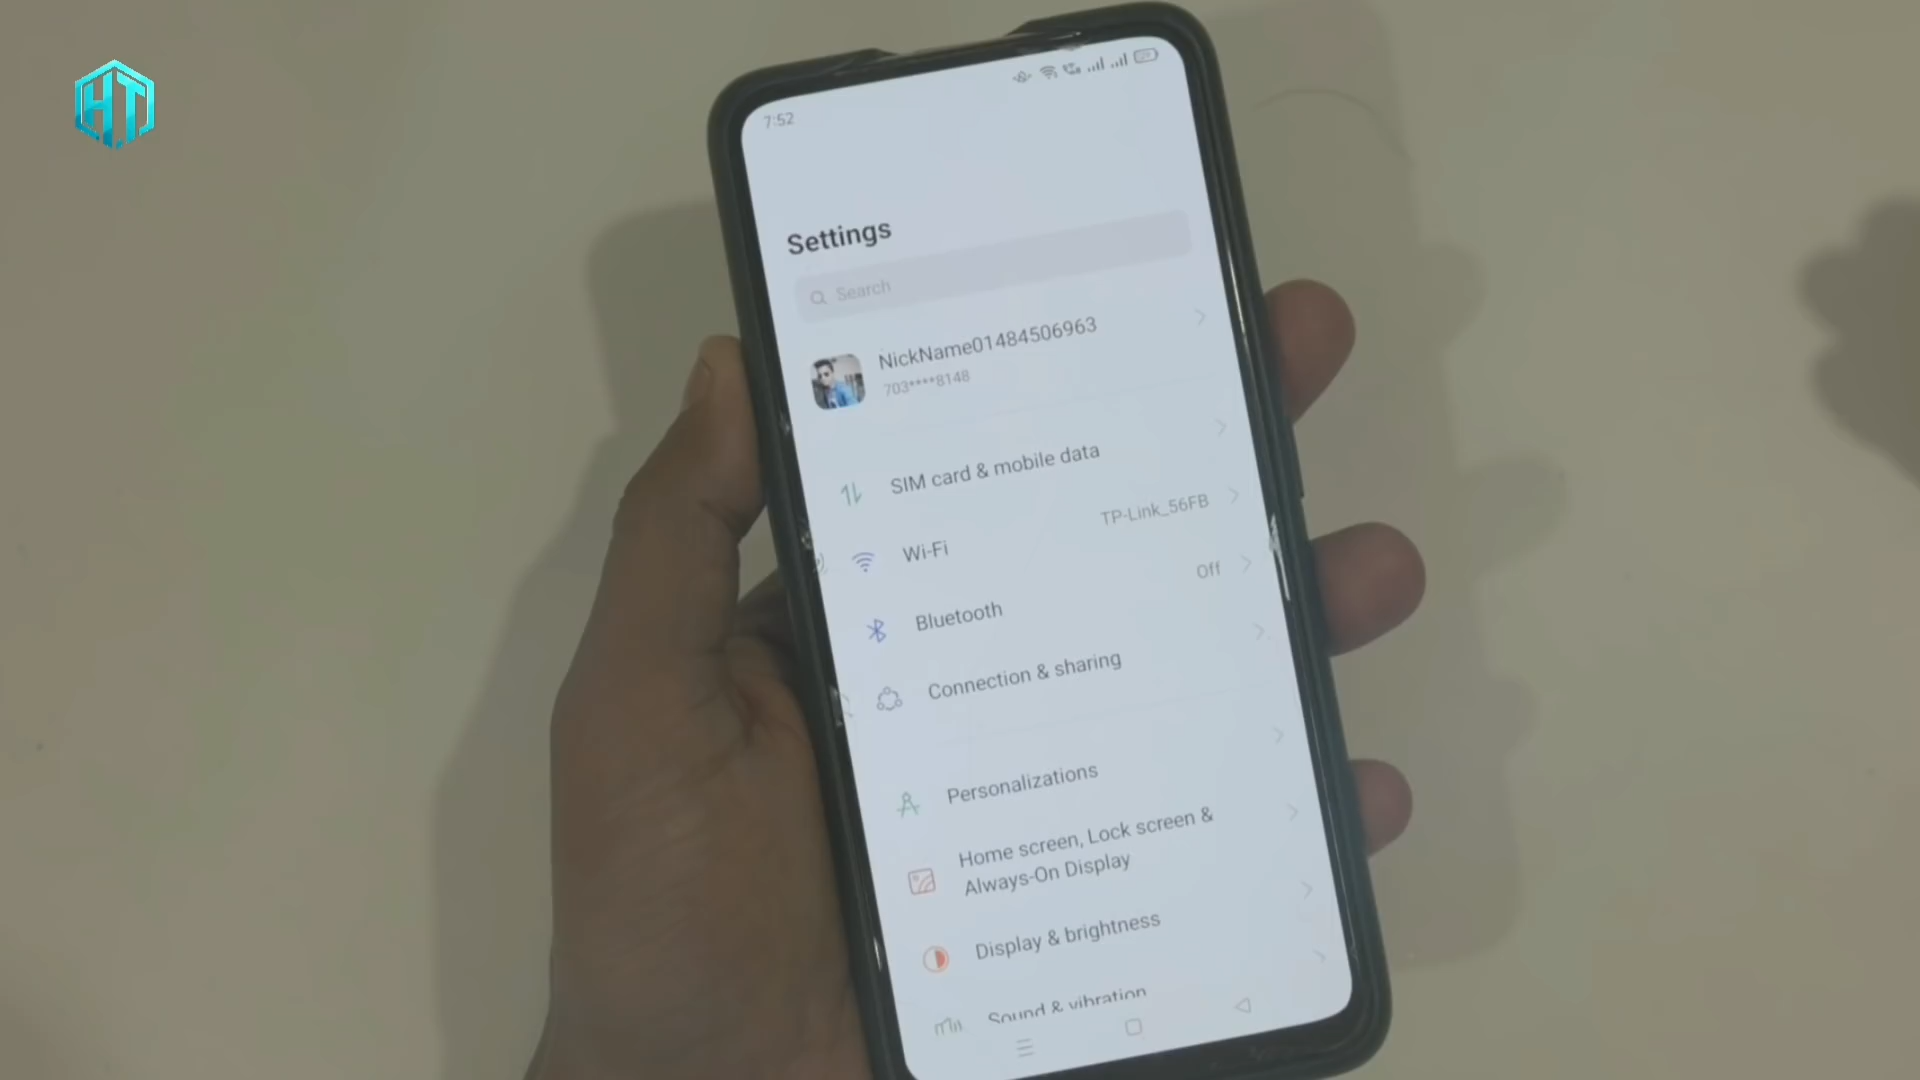 HT
7:52
Settings
Search
NickName01484506963
703****8148
SIM card & mobile data
Wi-Fi
TP-Link_56FB
Bluetooth
Off
Connection & sharing
Personalizations
Home screen, Lock screen &
Always-On Display
Display & brightness
Sound & vibration